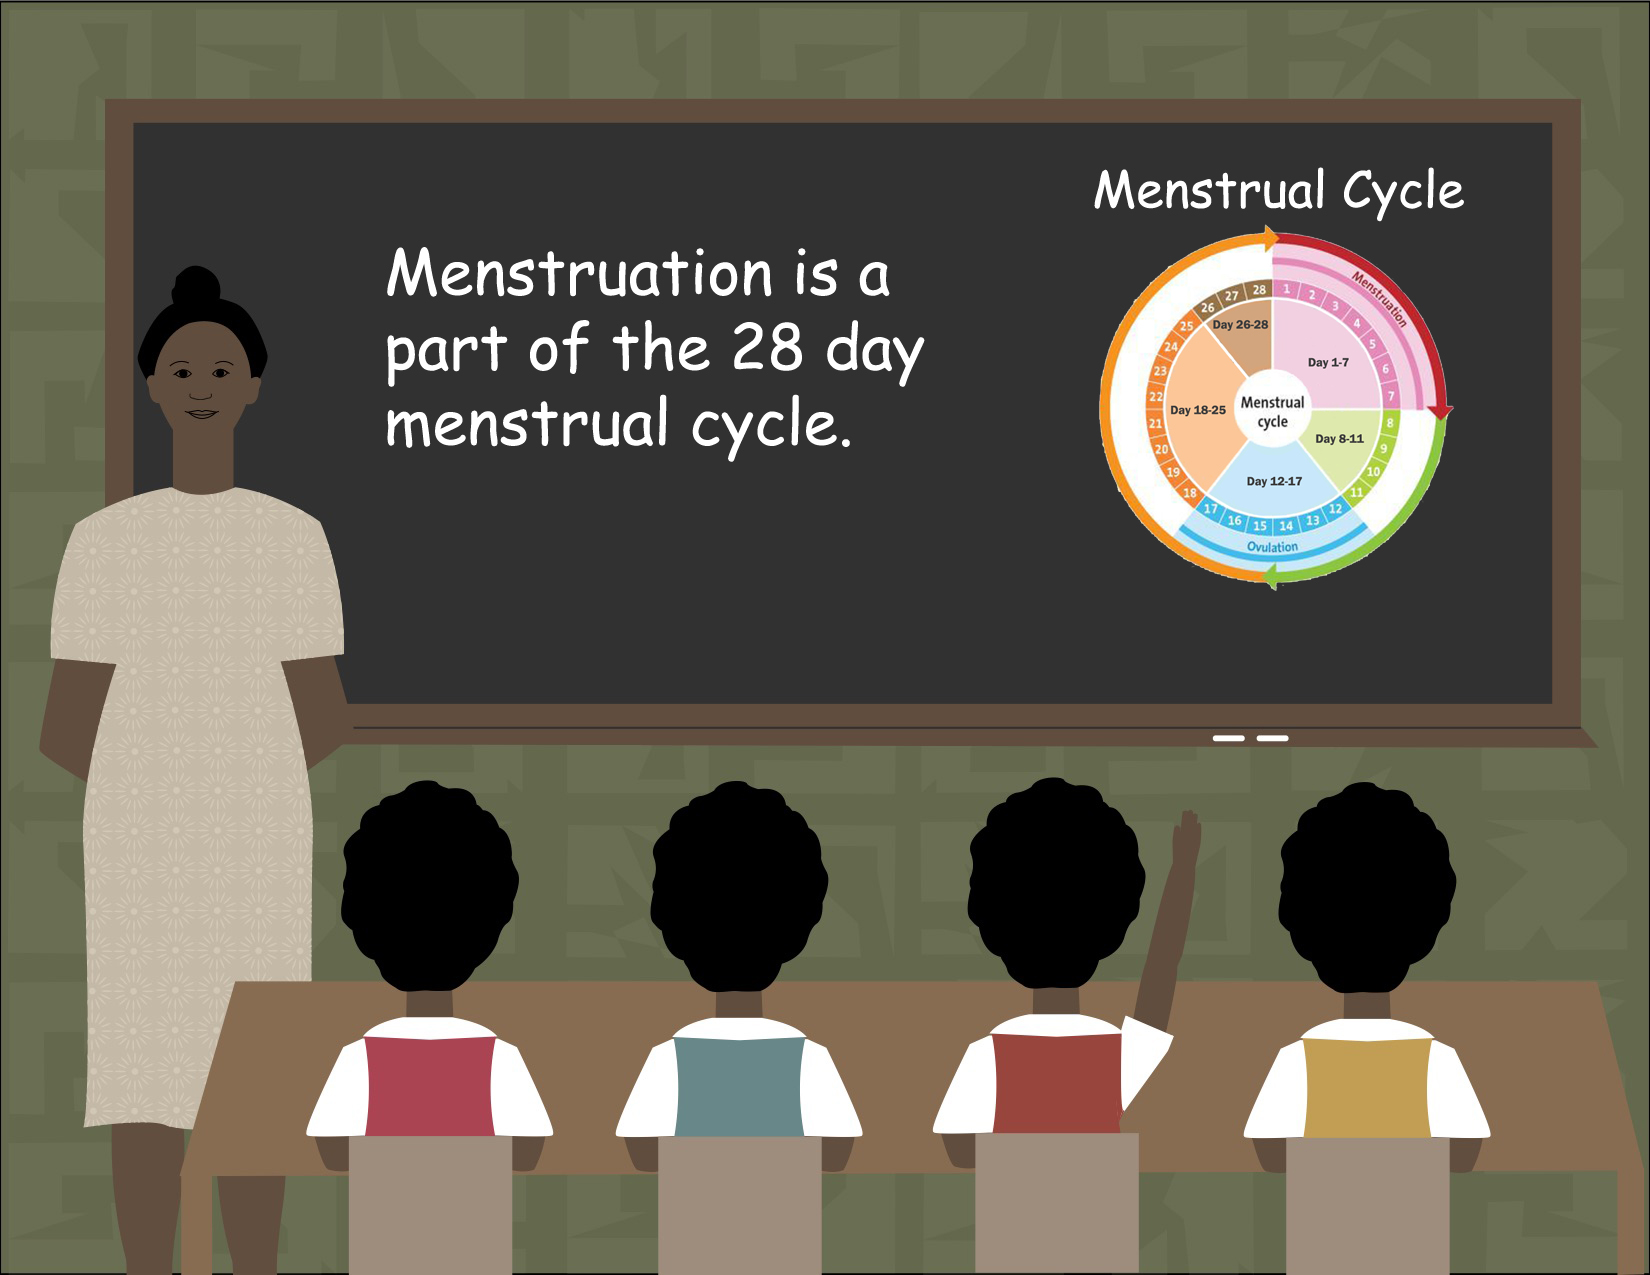 Menstrual Cycle
Menstruation is a
part of the 28 day
menstrual cycle.
Menstruation
1 2 3 4 5 6 7
8 9 10 11
12 13 14 15 16 17
18 19 20 21 22 23 24 25
26 27 28
Day 26-28
Day 1-7
Day 18-25
Menstrual
cycle
Day 8-11
Day 12-17
Ovulation